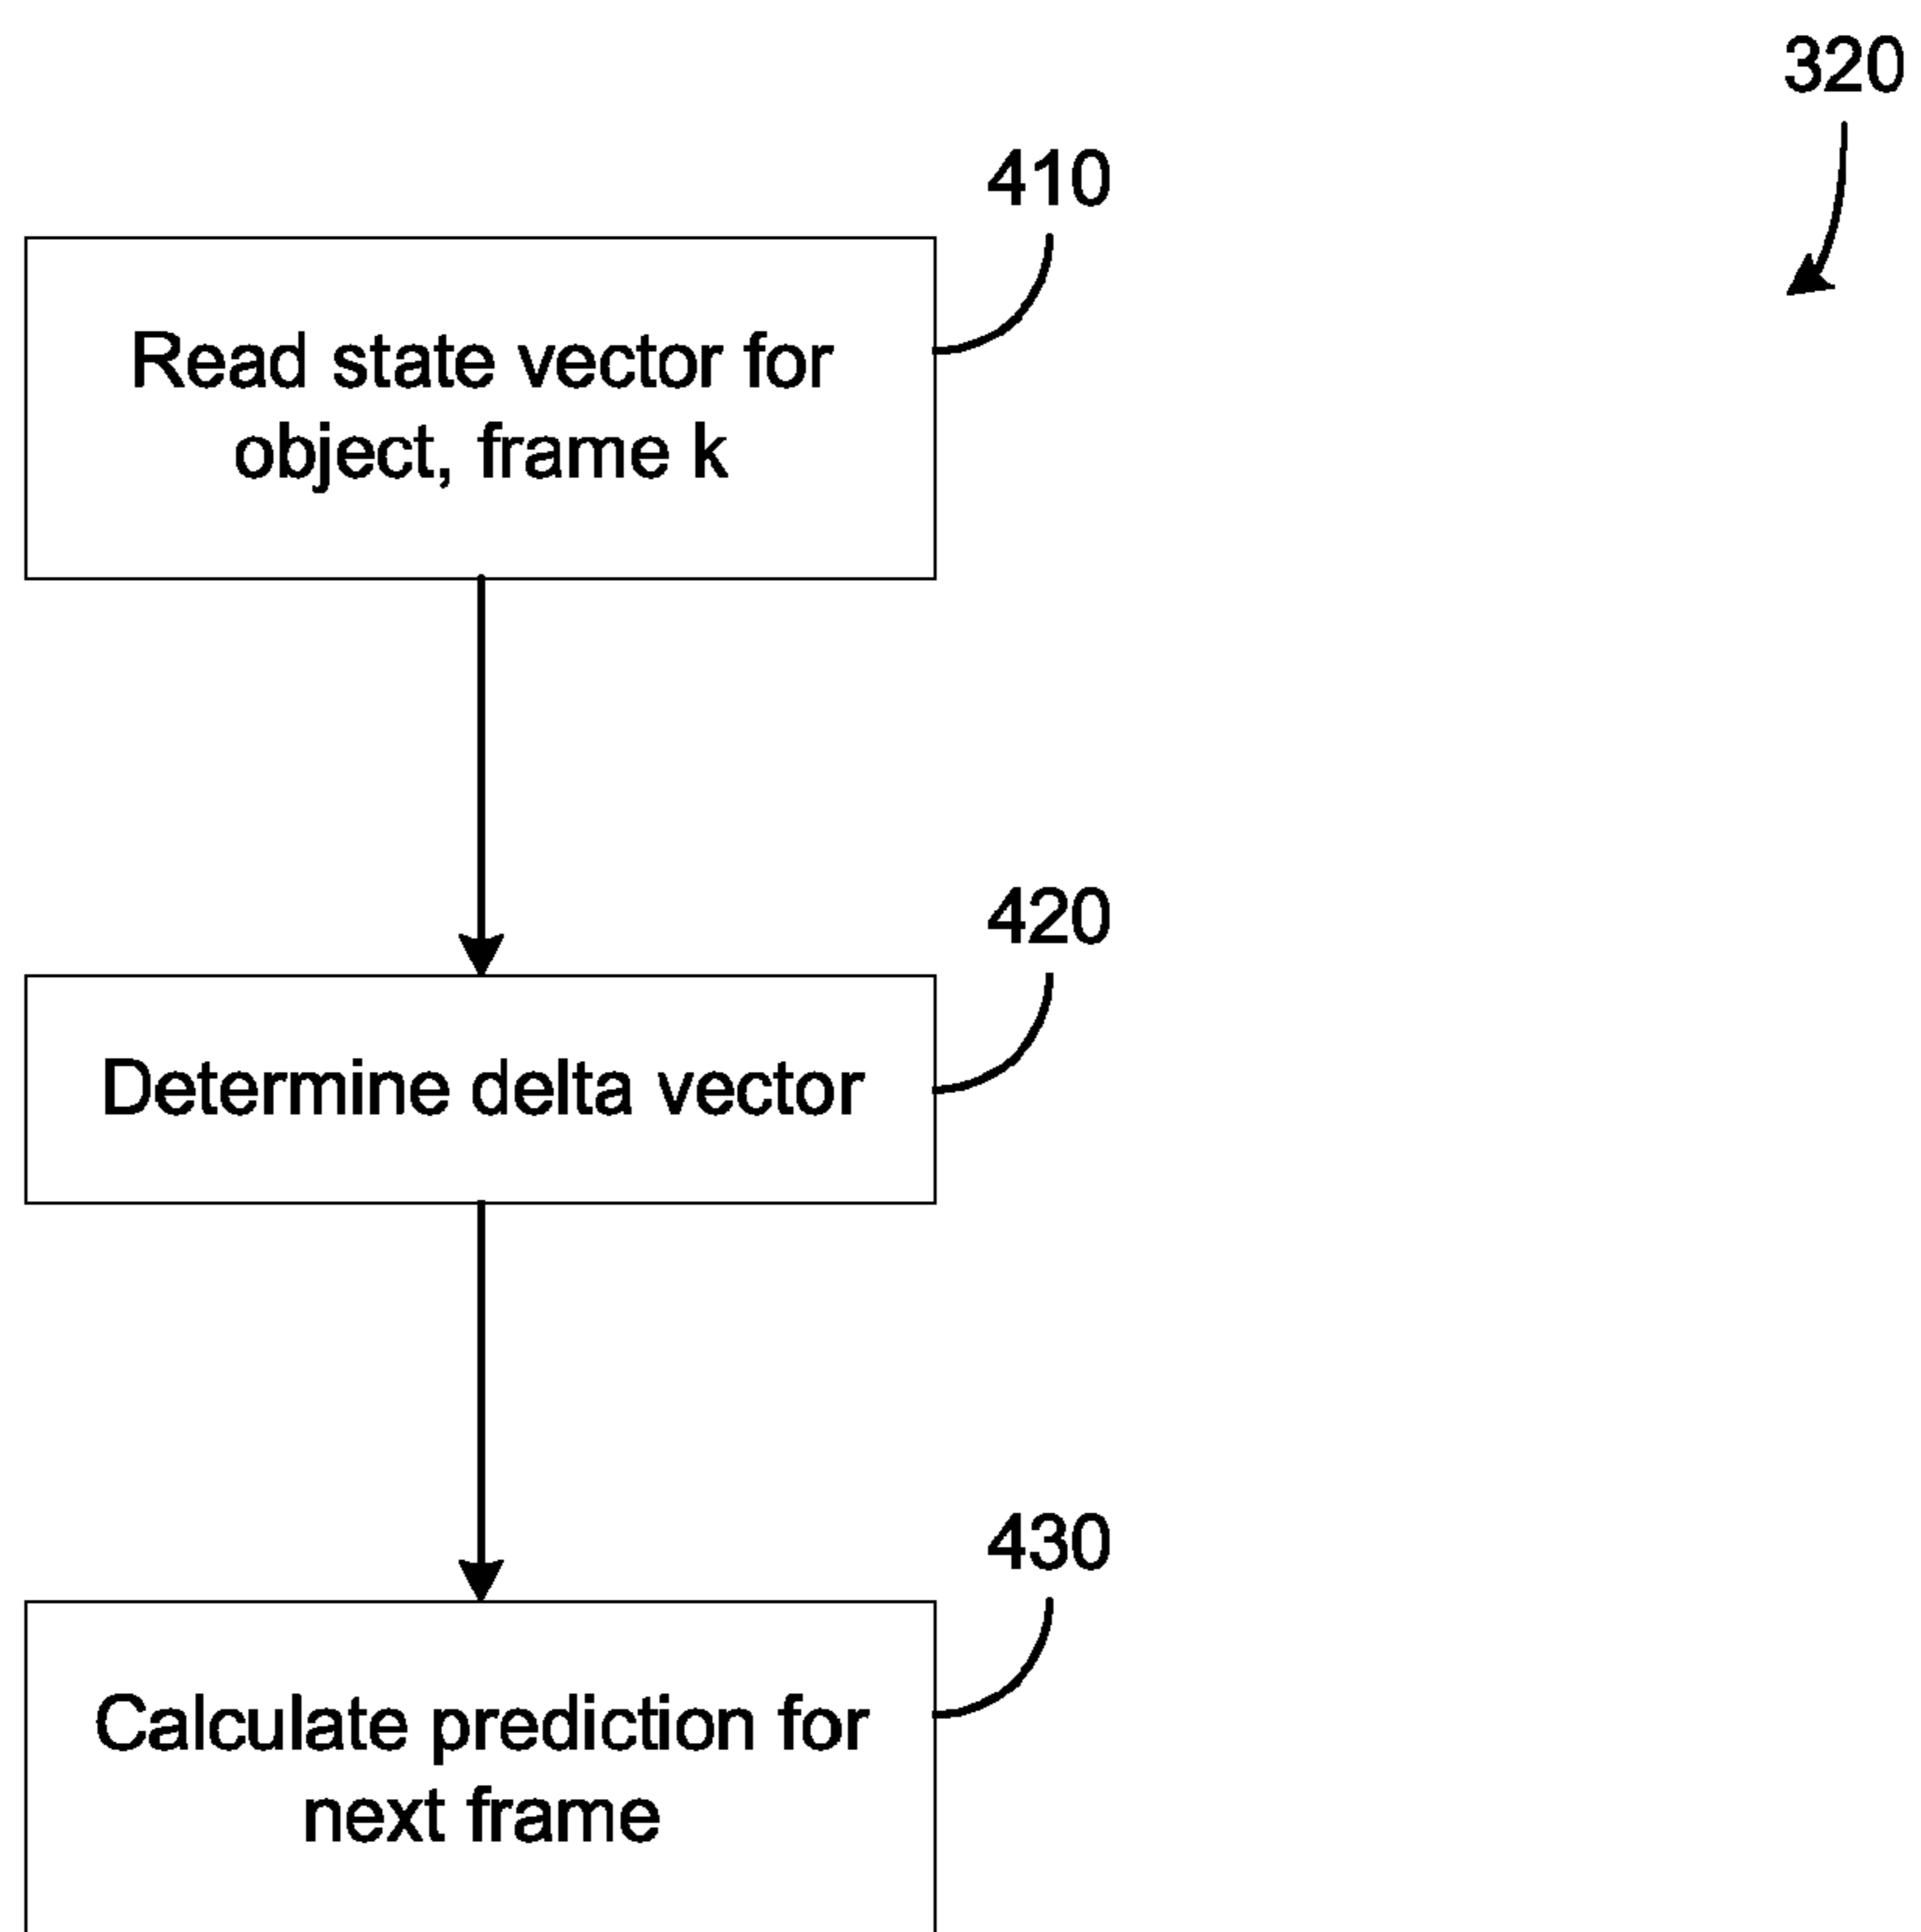 320
410
Read state vector for
object, frame k
420
Determine delta vector
430
Calculate prediction for
next frame